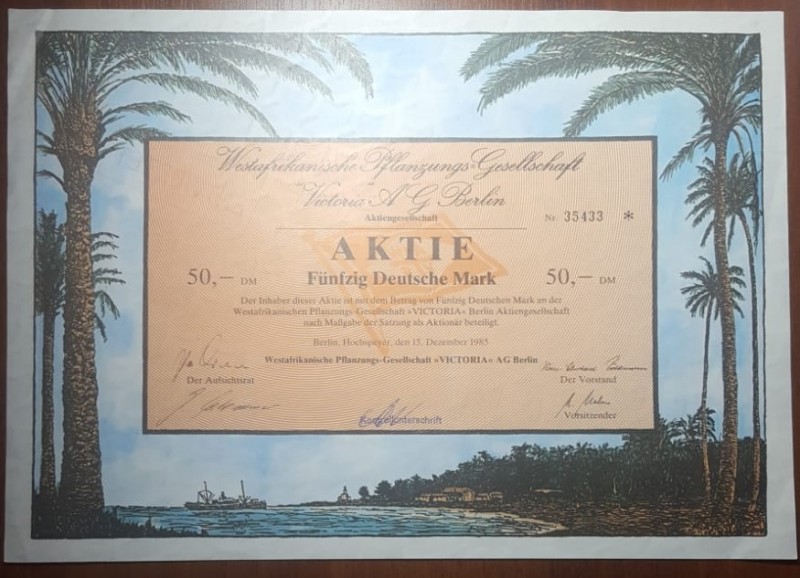 Westafrikanische Pflanzungs=Gesellschaft
"Victoria" A G Berlin
Aktiengesellschaft
Nr. 35433 *
AKTIE
50,— DM Fünfzig Deutsche Mark 50,— DM
Der Inhaber dieser Aktie ist mit dem Betrag von Fünfzig Deutschen Mark an der
Westafrikanischen Pflanzungs-Gesellschaft »VICTORIA« Berlin Aktiengesellschaft
nach Maßgabe der Satzung als Aktionär beteiligt.
Berlin, Hochspeyer, den 15. Dezember 1985
Westafrikanische Pflanzungs-Gesellschaft »VICTORIA« AG Berlin
Der Aufsichtsrat
Der Vorstand
Kontrollunterschrift
Vorsitzender